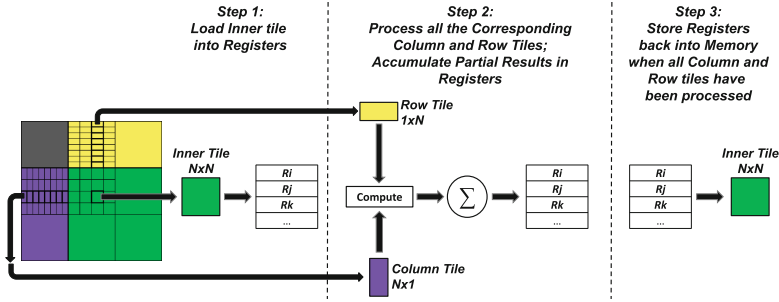 Step 1:
Load Inner tile
into Registers
Step 2:
Process all the Corresponding
Column and Row Tiles;
Accumulate Partial Results in
Registers
Step 3:
Store Registers
back into Memory
when all Column and
Row tiles have
been processed
Row Tile
1xN
Inner Tile
NxN
Ri
Rj
Rk
...
Compute
∑
Ri
Rj
Rk
...
Ri
Rj
Rk
...
Inner Tile
NxN
Column Tile
Nx1